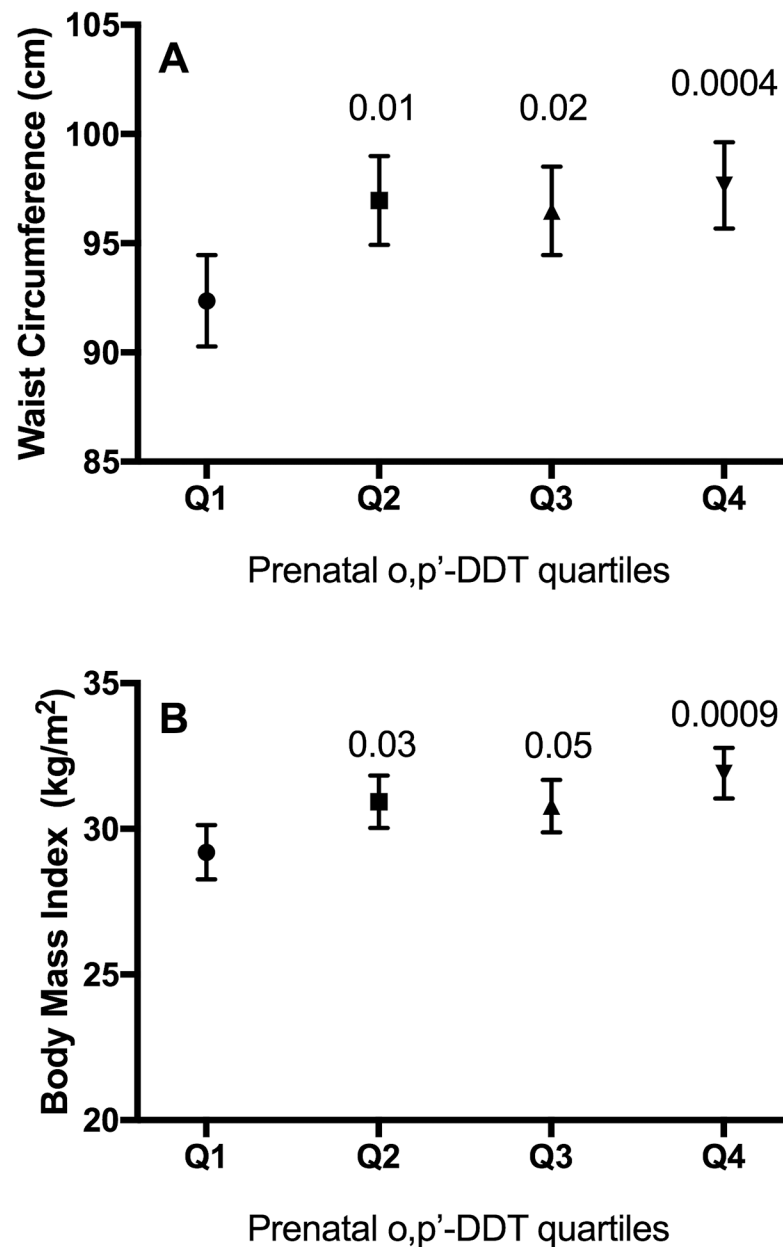 A
Waist Circumference (cm)
105
100
95
90
85
0.01
0.02
0.0004
Q1 Q2 Q3 Q4
Prenatal o,p’-DDT quartiles
B
Body Mass Index (kg/m²)
35
30
25
20
0.03
0.05
0.0009
Q1 Q2 Q3 Q4
Prenatal o,p’-DDT quartiles